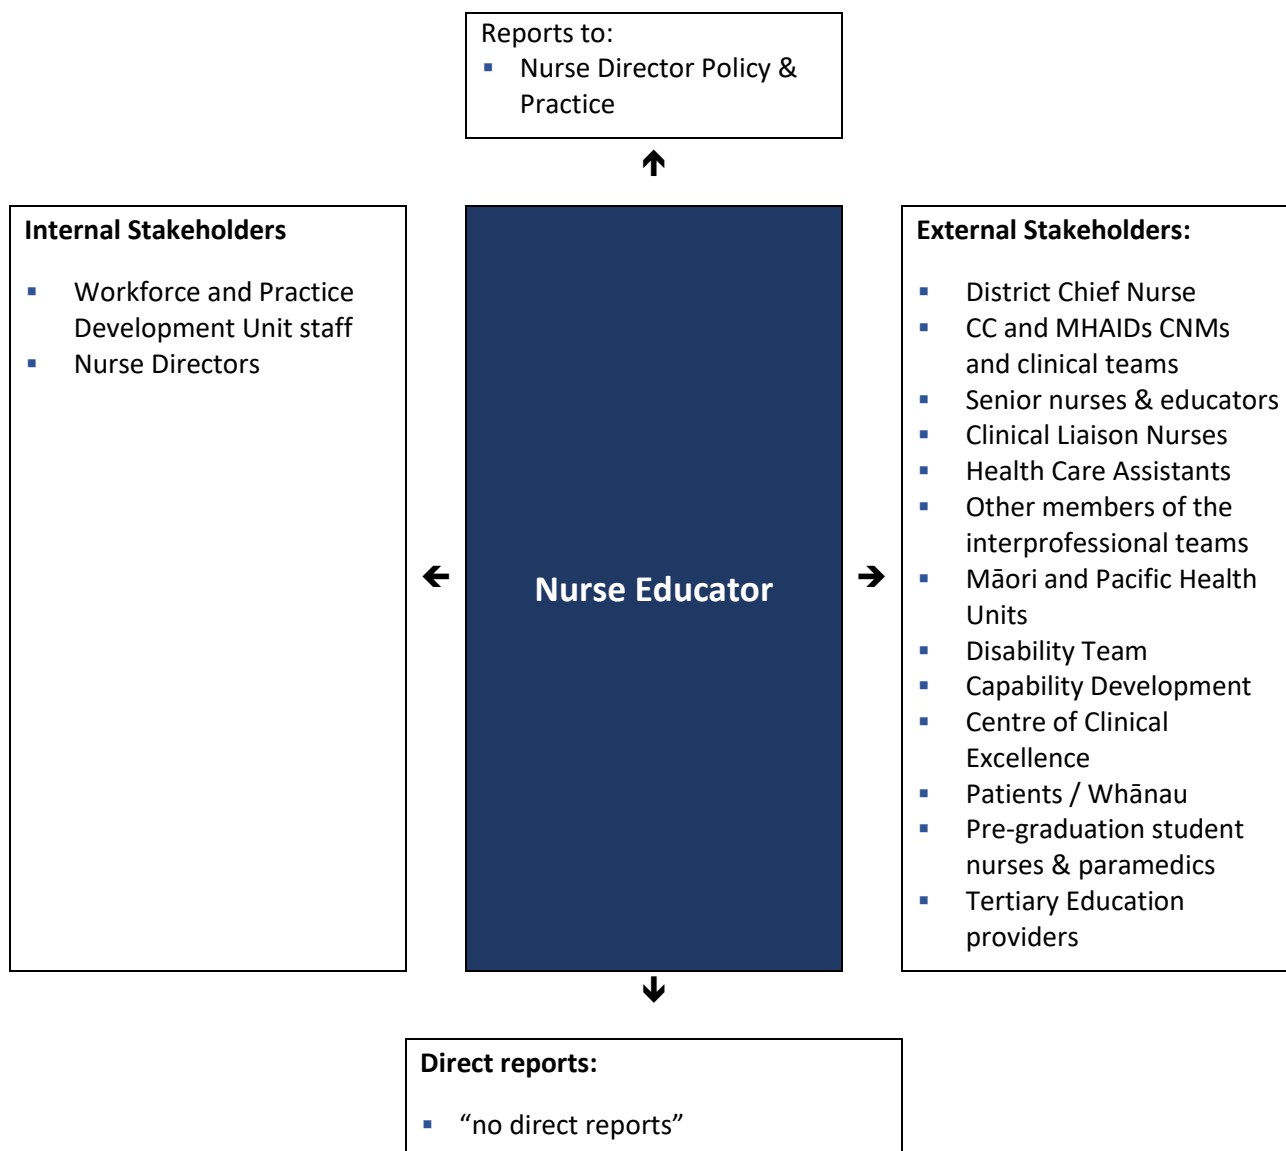 Reports to:
▪ Nurse Director Policy &
Practice
Internal Stakeholders
▪ Workforce and Practice
Development Unit staff
▪ Nurse Directors
Nurse Educator
External Stakeholders:
▪ District Chief Nurse
▪ CC and MHAIDs CNMs
and clinical teams
▪ Senior nurses & educators
▪ Clinical Liaison Nurses
▪ Health Care Assistants
▪ Other members of the
interprofessional teams
▪ Māori and Pacific Health
Units
▪ Disability Team
▪ Capability Development
▪ Centre of Clinical
Excellence
▪ Patients / Whānau
▪ Pre-graduation student
nurses & paramedics
▪ Tertiary Education
providers
Direct reports:
▪ “no direct reports”